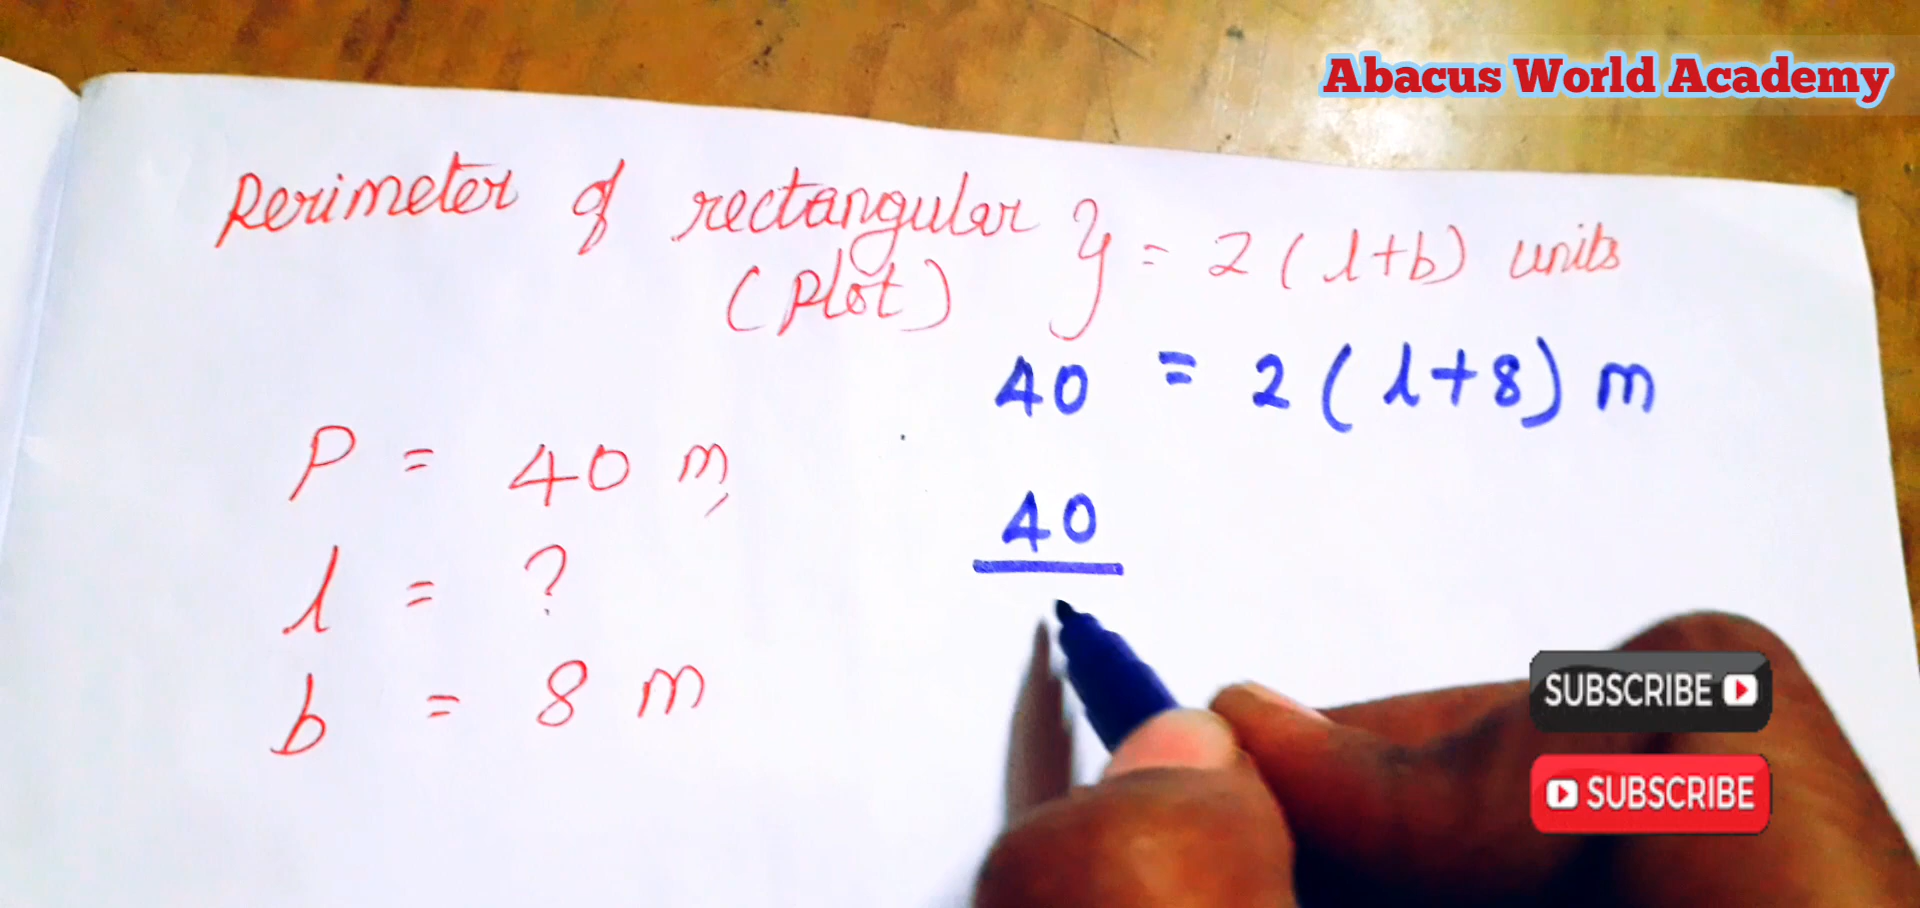 Abacus World Academy
Perimeter of rectangular } = 2 ( l + b ) units
(plot)
40 = 2 ( l + 8 ) m
P = 40 m,
40
l = ?
b = 8 m
SUBSCRIBE
SUBSCRIBE